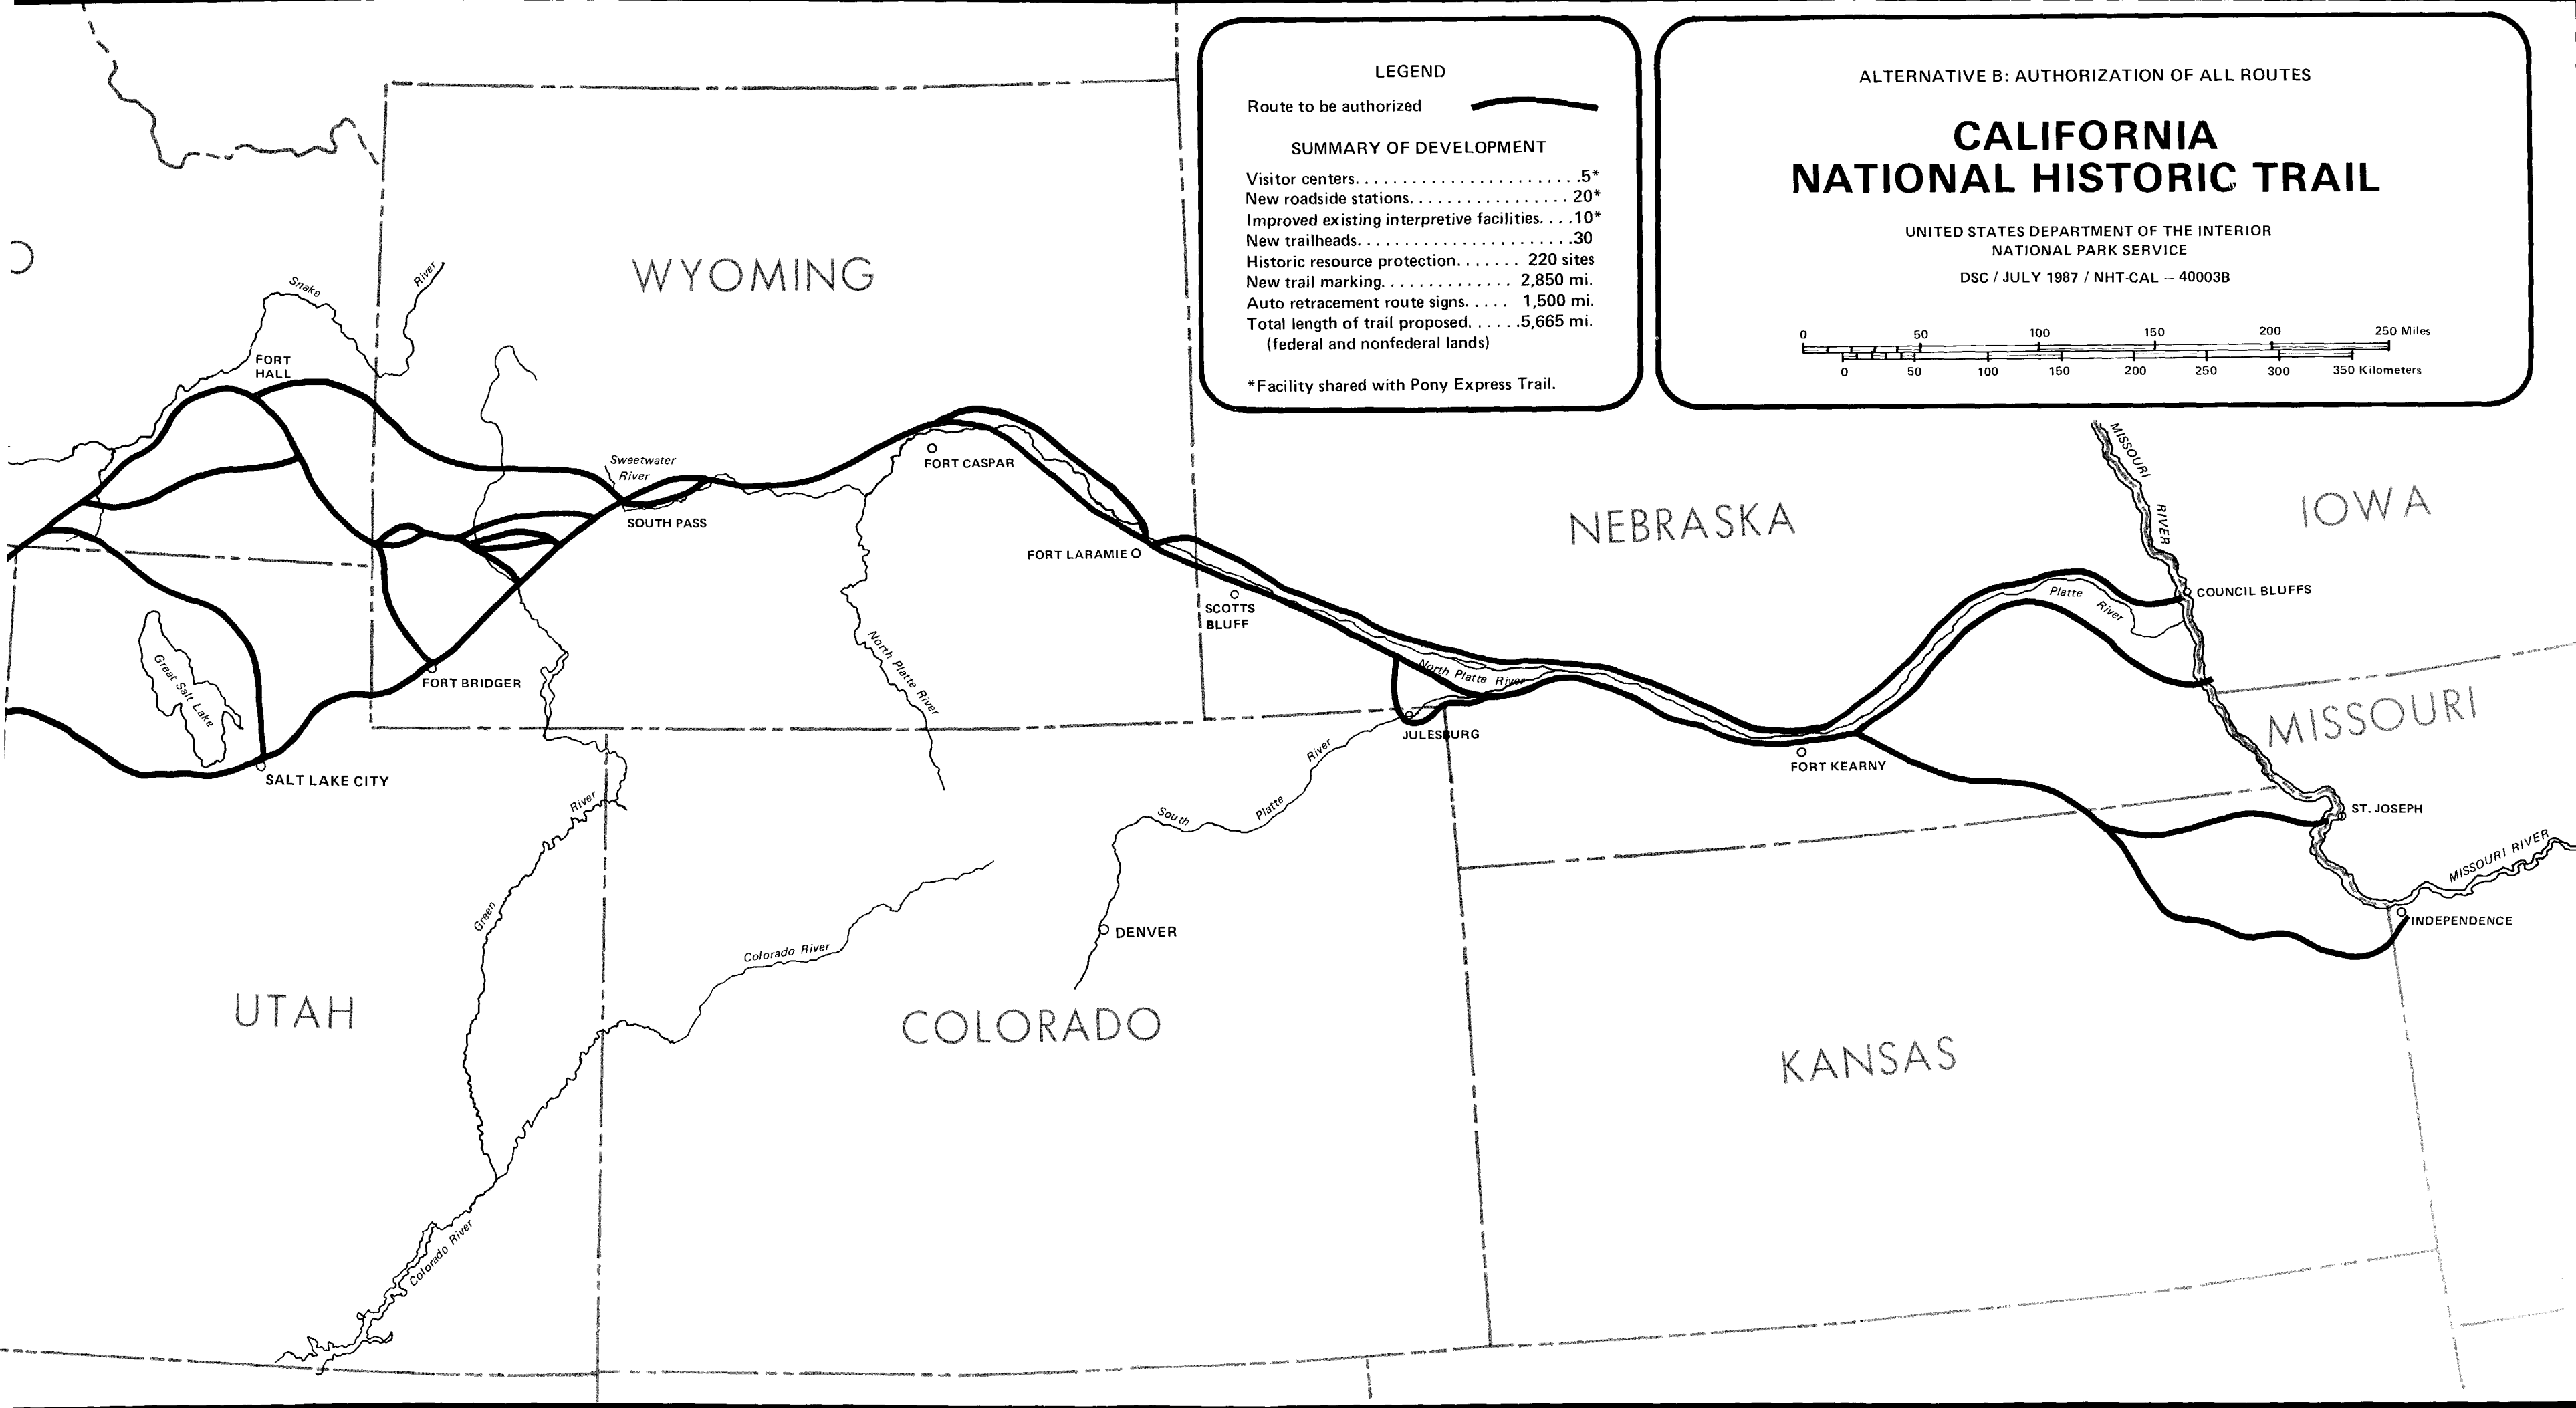 LEGEND
Route to be authorized
SUMMARY OF DEVELOPMENT
Visitor centers. . . . . . . . . . . . . . . . . . . . . . . .5*
New roadside stations. . . . . . . . . . . . . . . . . 20*
Improved existing interpretive facilities. . . .10*
New trailheads. . . . . . . . . . . . . . . . . . . . . . .30
Historic resource protection. . . . . . . 220 sites
New trail marking. . . . . . . . . . . . . . 2,850 mi.
Auto retracement route signs. . . . . 1,500 mi.
Total length of trail proposed. . . . . .5,665 mi.
(federal and nonfederal lands)
*Facility shared with Pony Express Trail.
ALTERNATIVE B: AUTHORIZATION OF ALL ROUTES
CALIFORNIA
NATIONAL HISTORIC TRAIL
UNITED STATES DEPARTMENT OF THE INTERIOR
NATIONAL PARK SERVICE
DSC / JULY 1987 / NHT-CAL – 40003B
0 50 100 150 200 250 Miles
0 50 100 150 200 250 300 350 Kilometers
O
WYOMING
Snake
River
FORT
HALL
Sweetwater
River
SOUTH PASS
FORT CASPAR
FORT LARAMIE
SCOTTS
BLUFF
NEBRASKA
IOWA
MISSOURI
RIVER
COUNCIL BLUFFS
Platte
River
MISSOURI
Great Salt Lake
FORT BRIDGER
North Platte River
North Platte River
JULESBURG
FORT KEARNY
SALT LAKE CITY
River
Green
South
Platte
River
ST. JOSEPH
MISSOURI RIVER
INDEPENDENCE
DENVER
Colorado River
UTAH
COLORADO
KANSAS
Colorado River